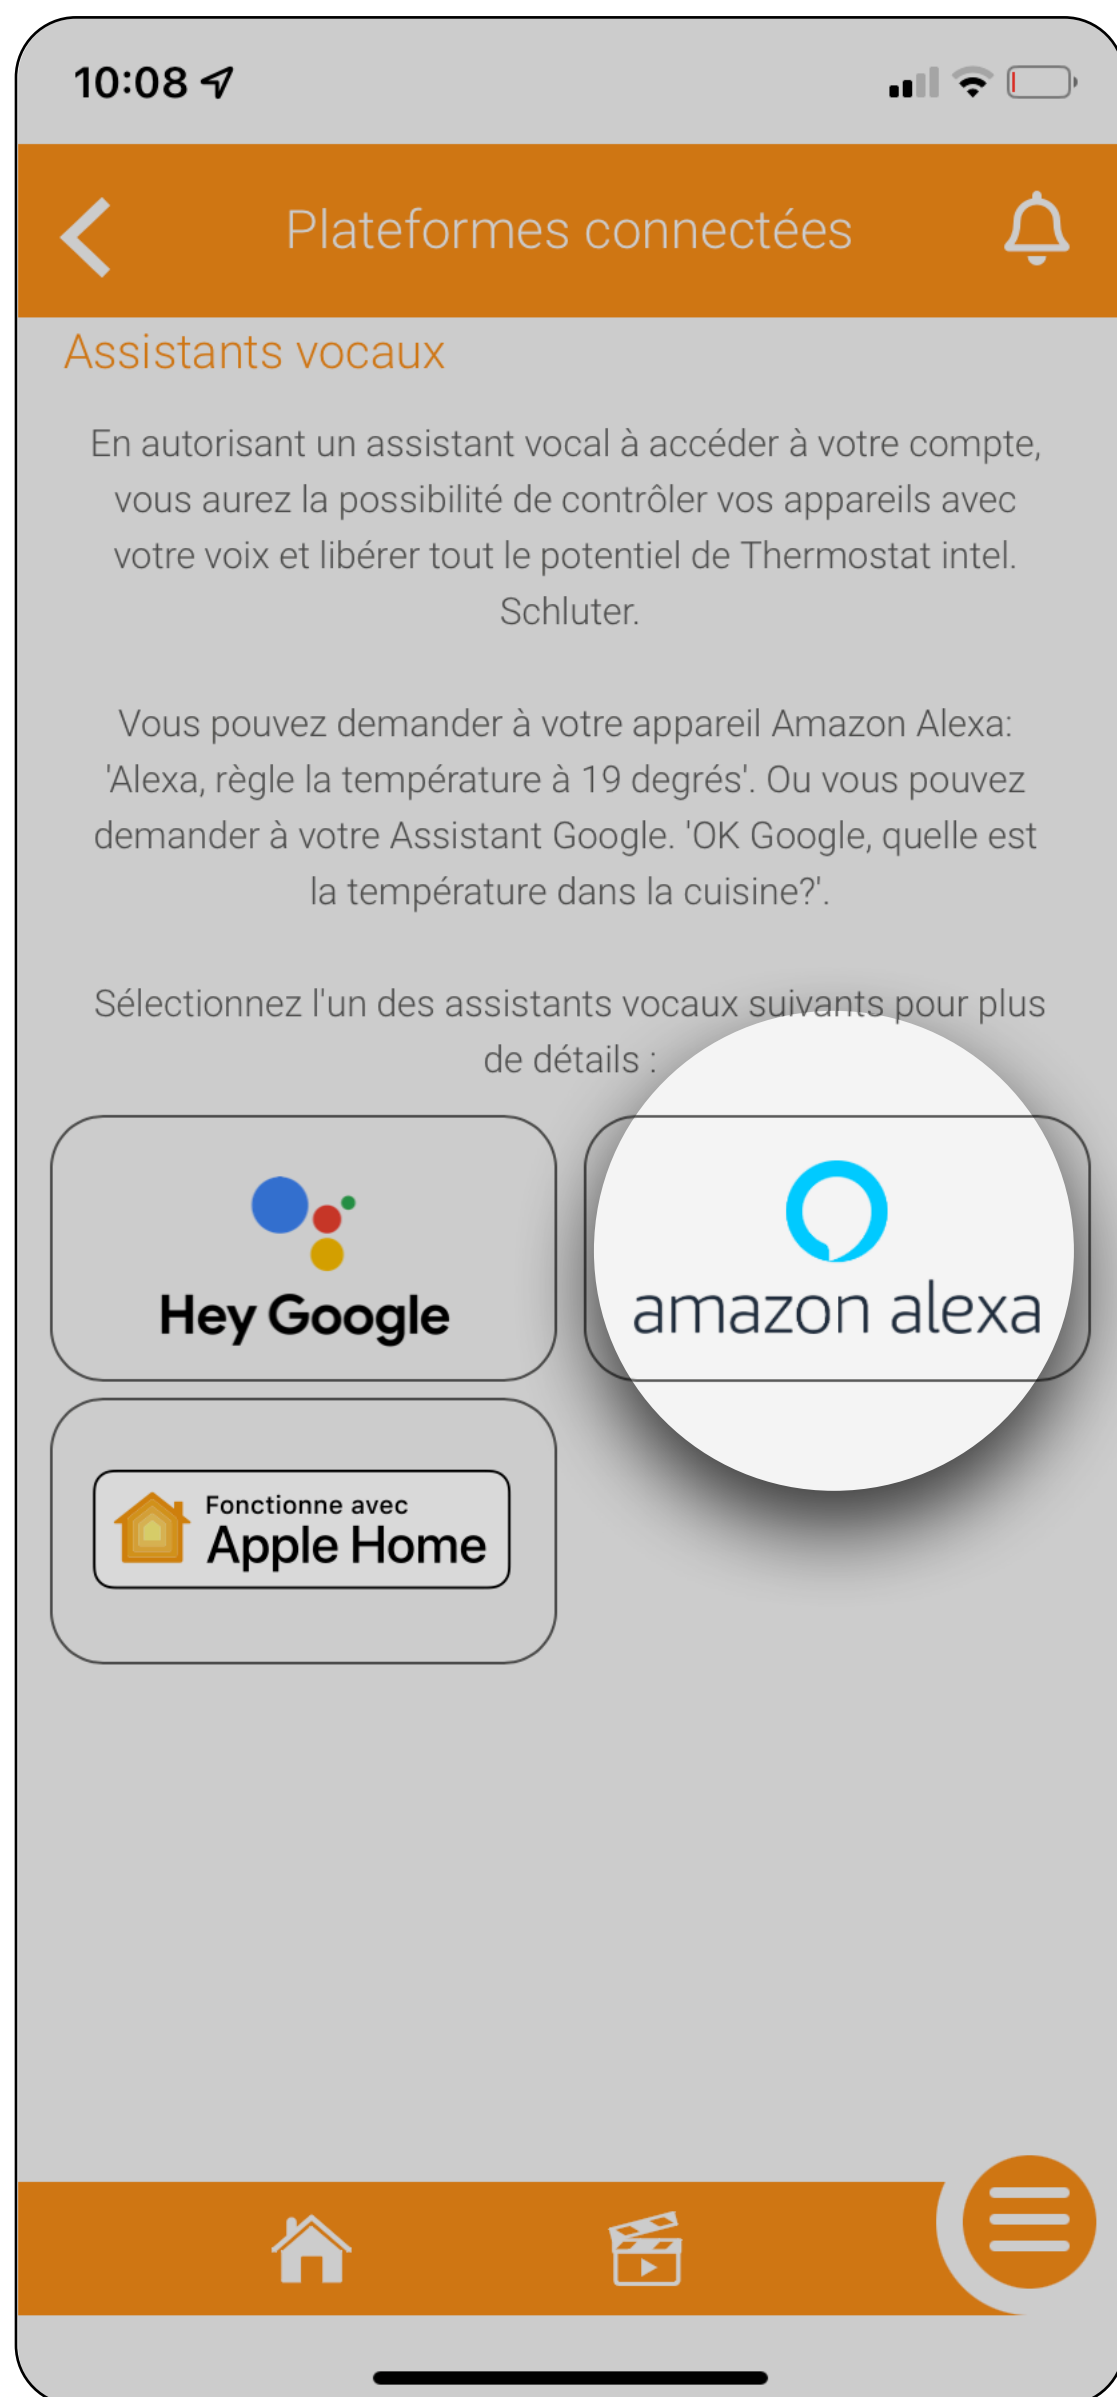 10:08
Plateformes connectées
Assistants vocaux
En autorisant un assistant vocal à accéder à votre compte,
vous aurez la possibilité de contrôler vos appareils avec
votre voix et libérer tout le potentiel de Thermostat intel.
Schluter.
Vous pouvez demander à votre appareil Amazon Alexa:
'Alexa, règle la température à 19 degrés'. Ou vous pouvez
demander à votre Assistant Google. 'OK Google, quelle est
la température dans la cuisine?'.
Sélectionnez l'un des assistants vocaux suivants pour plus
de détails :
Hey Google
amazon alexa
Fonctionne avec
Apple Home